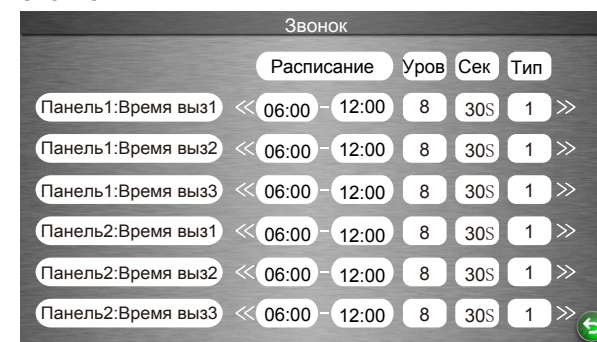 Звонок
Расписание Уров Сек Тип
Панель1:Время выз1 << 06:00 - 12:00 8 30S 1 >>
Панель1:Время выз2 << 06:00 - 12:00 8 30S 1 >>
Панель1:Время выз3 << 06:00 - 12:00 8 30S 1 >>
Панель2:Время выз1 << 06:00 - 12:00 8 30S 1 >>
Панель2:Время выз2 << 06:00 - 12:00 8 30S 1 >>
Панель2:Время выз3 << 06:00 - 12:00 8 30S 1 >>